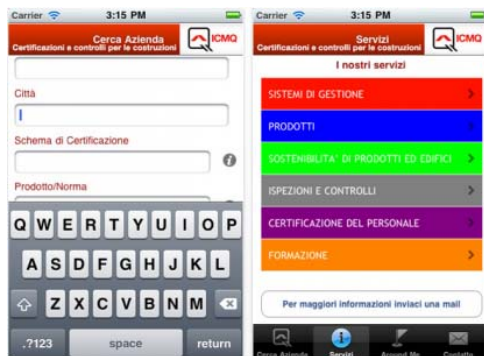 Carrier 3:15 PM
Cerca Azienda
Certificazioni e controlli per le costruzioni
ICMQ
Città
Schema di Certificazione
Prodotto/Norma
Q W E R T Y U I O P
A S D F G H J K L
Z X C V B N M
.?123 space return
Carrier 3:15 PM
Servizi
Certificazioni e controlli per le costruzioni
ICMQ
I nostri servizi
SISTEMI DI GESTIONE
PRODOTTI
SOSTENIBILITA' DI PRODOTTI ED EDIFICI
ISPEZIONI E CONTROLLI
CERTIFICAZIONE DEL PERSONALE
FORMAZIONE
Per maggiori informazioni inviaci una mail
Cerca Azienda Servizi Around Me Contatto